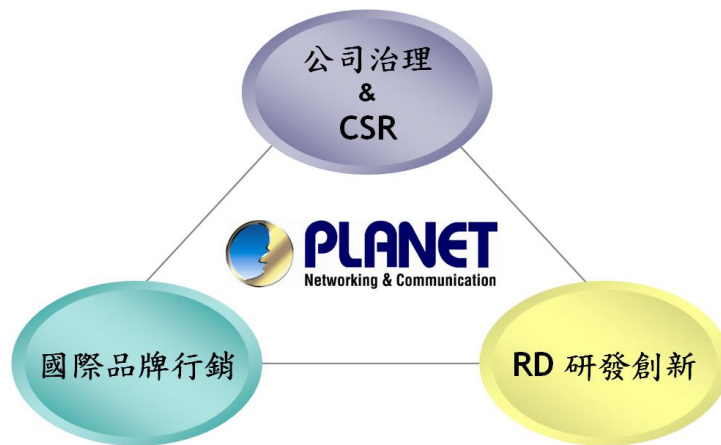 公司治理
&
CSR
PLANET
Networking & Communication
國際品牌行銷
RD 研發創新